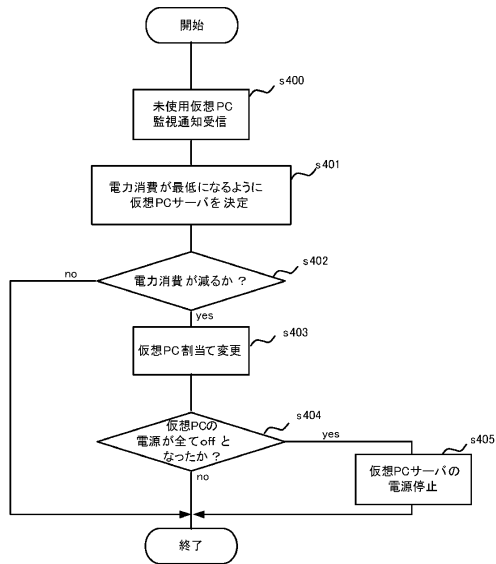 開始
s400
未使用仮想PC
監視通知受信
s401
電力消費が最低になるように
仮想PCサーバを決定
s402
no
電力消費が減るか？
yes
s403
仮想PC割当て変更
s404
仮想PCの
電源が全てoffと
なったか？
yes
s405
no
仮想PCサーバの
電源停止
終了